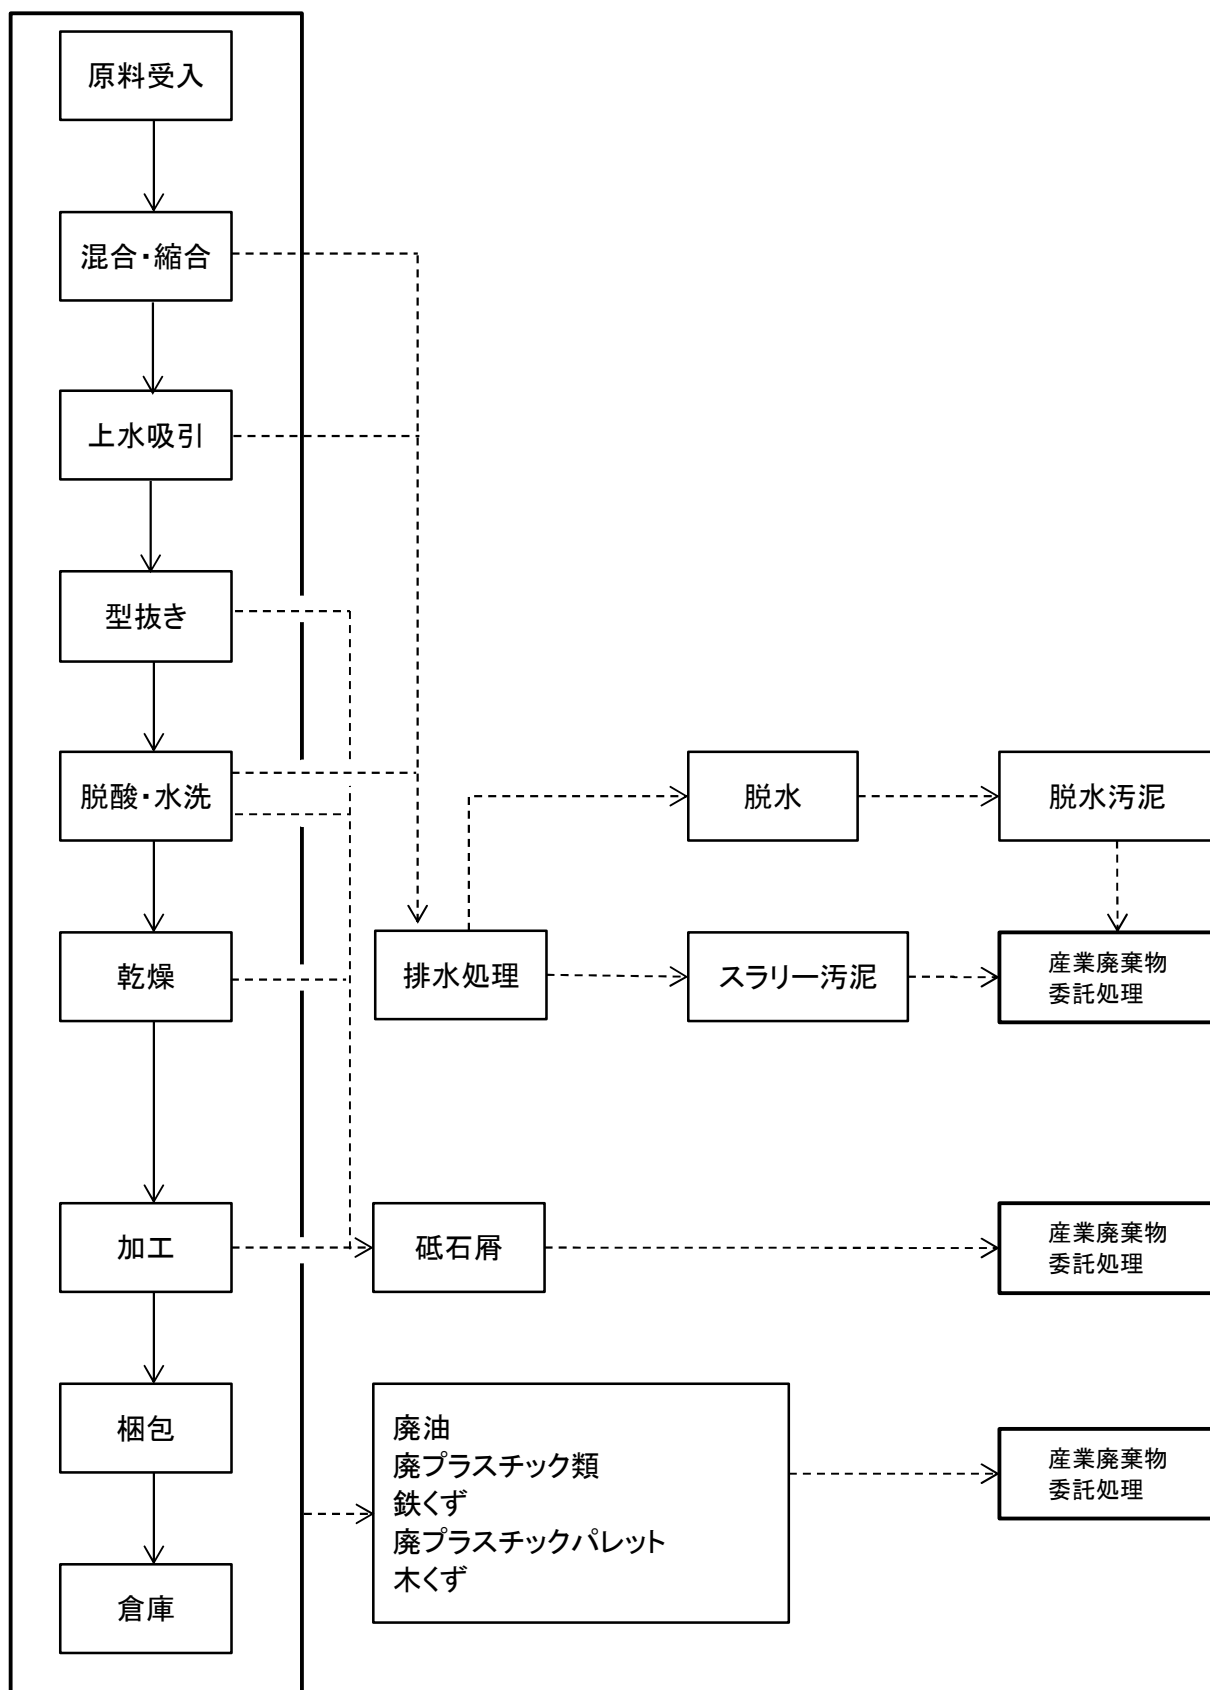 原料受入
混合・縮合
上水吸引
型抜き
脱酸・水洗
脱水
脱水汚泥
乾燥
排水処理
スラリー汚泥
産業廃棄物
委託処理
加工
砥石屑
産業廃棄物
委託処理
梱包
廃油
廃プラスチック類
鉄くず
廃プラスチックパレット
木くず
産業廃棄物
委託処理
倉庫